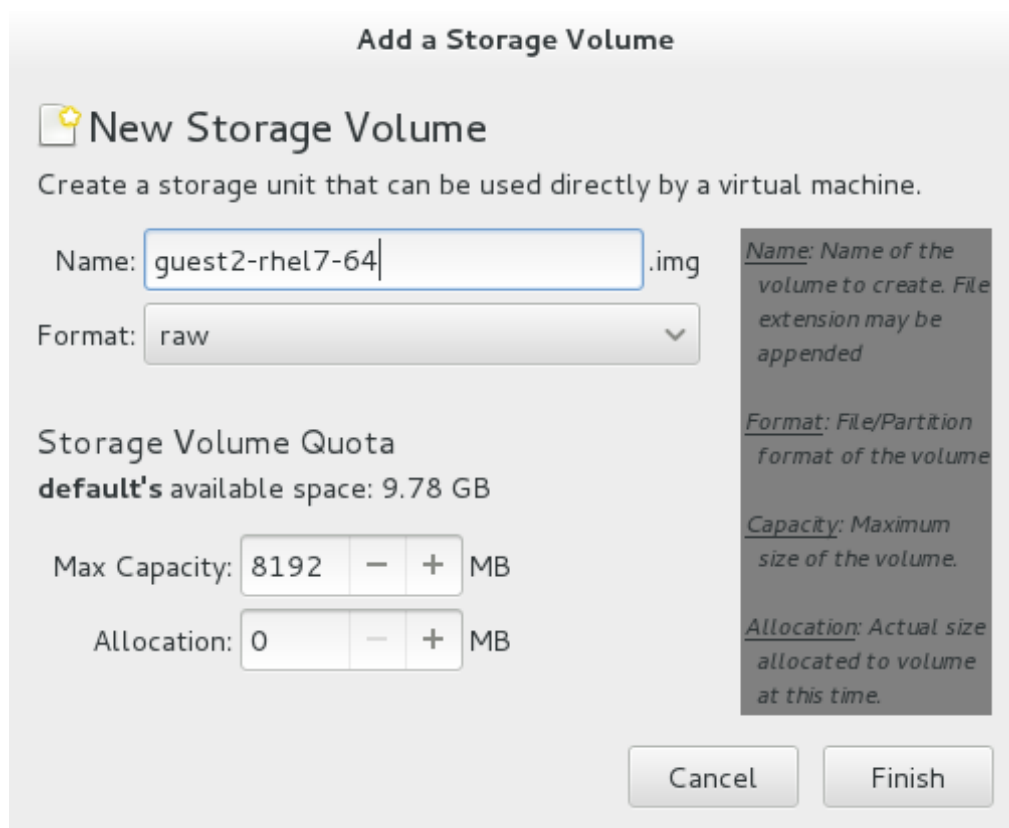 Add a Storage Volume
New Storage Volume
Create a storage unit that can be used directly by a virtual machine.
Name: guest2-rhel7-64 .img
Format: raw
Storage Volume Quota
default's available space: 9.78 GB
Max Capacity: 8192 − + MB
Allocation: 0 − + MB
Name: Name of the
volume to create. File
extension may be
appended
Format: File/Partition
format of the volume
Capacity: Maximum
size of the volume.
Allocation: Actual size
allocated to volume
at this time.
Cancel Finish